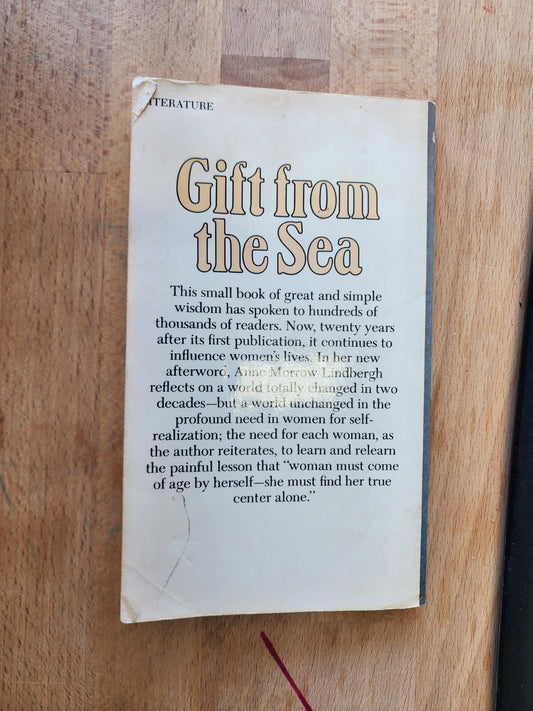 LITERATURE
Gift from
the Sea
This small book of great and simple
wisdom has spoken to hundreds of
thousands of readers. Now, twenty years
after its first publication, it continues to
influence women's lives. In her new
afterword, Anne Morrow Lindbergh
reflects on a world totally changed in two
decades—but a world unchanged in the
profound need in women for self-
realization; the need for each woman, as
the author reiterates, to learn and relearn
the painful lesson that "woman must come
of age by herself—she must find her true
center alone."